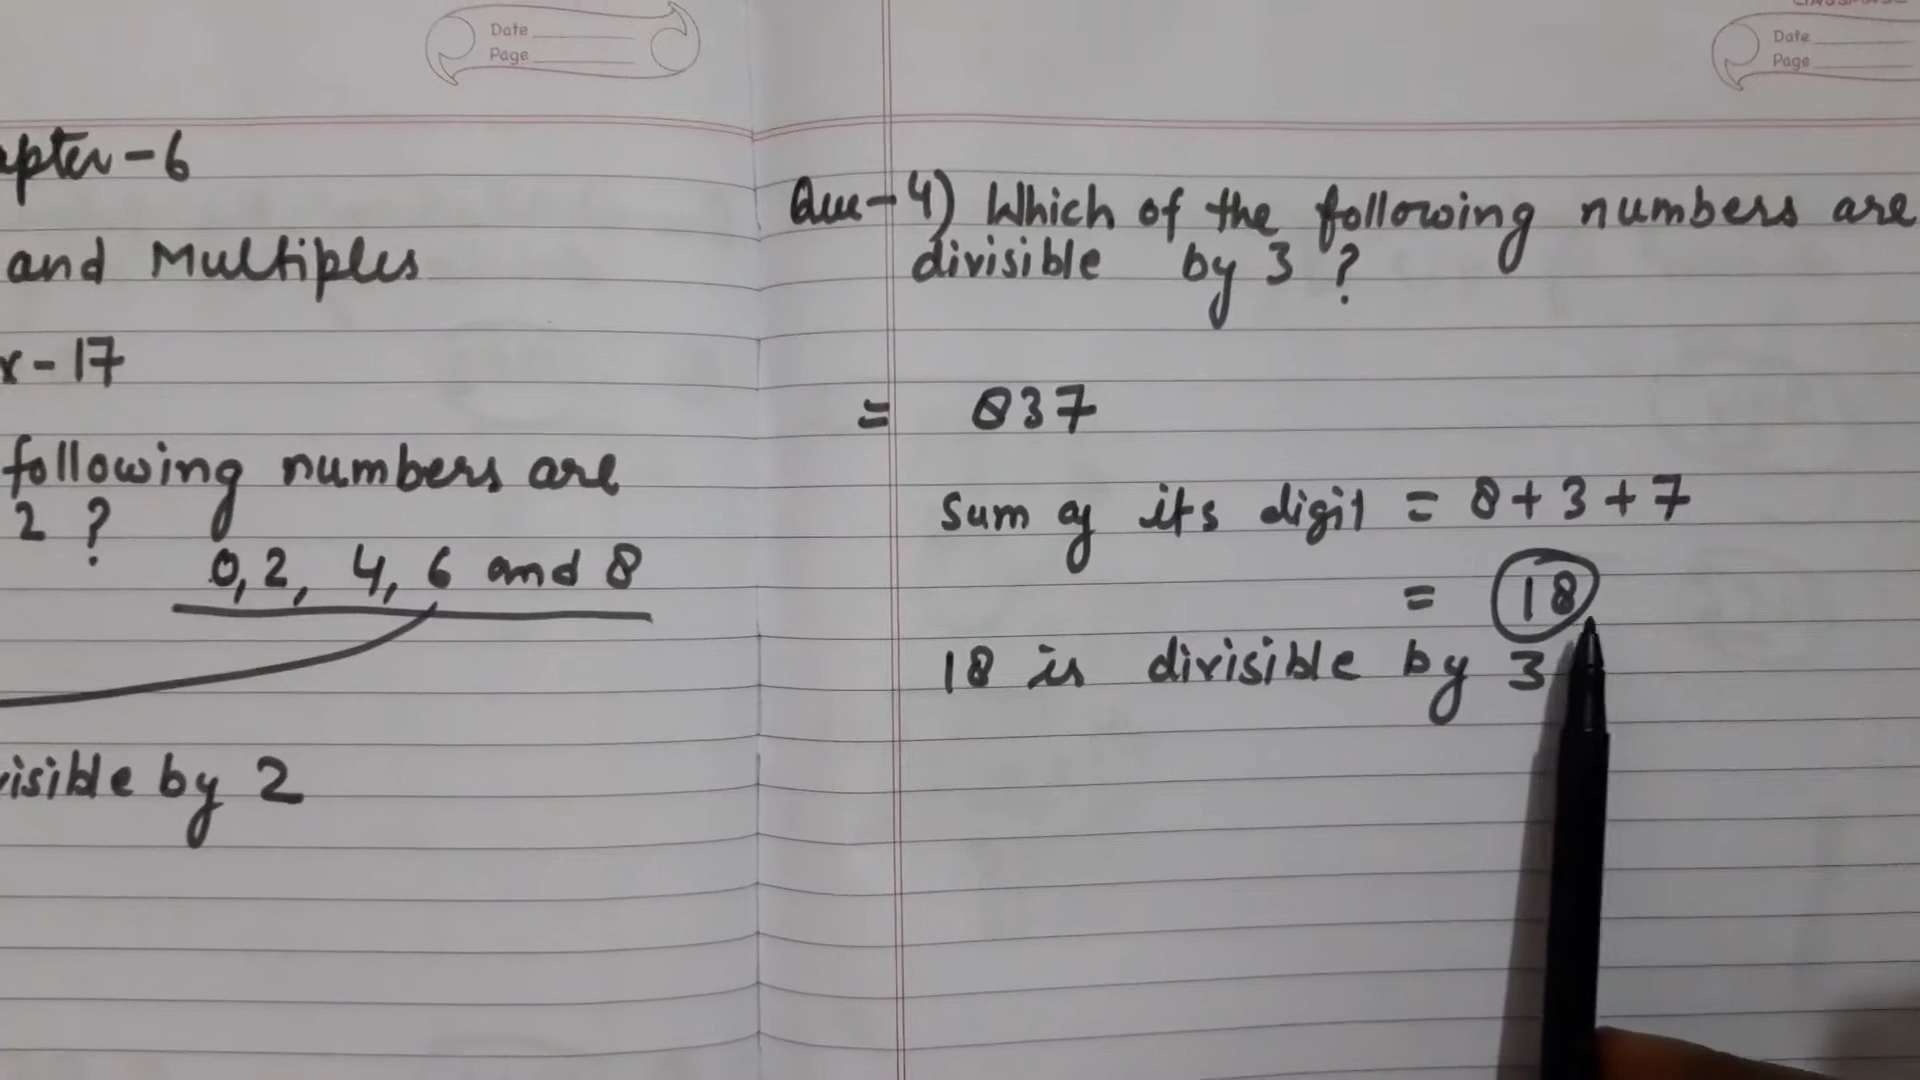 Date
Page
apter-6
and Multiples
x-17
following numbers are
2 ?
0, 2, 4, 6 and 8
isible by 2
Date
Page
Que-4) Which of the following numbers are
divisible by 3 ?
= 837
Sum of its digit = 8+3+7
= 18
18 is divisible by 3